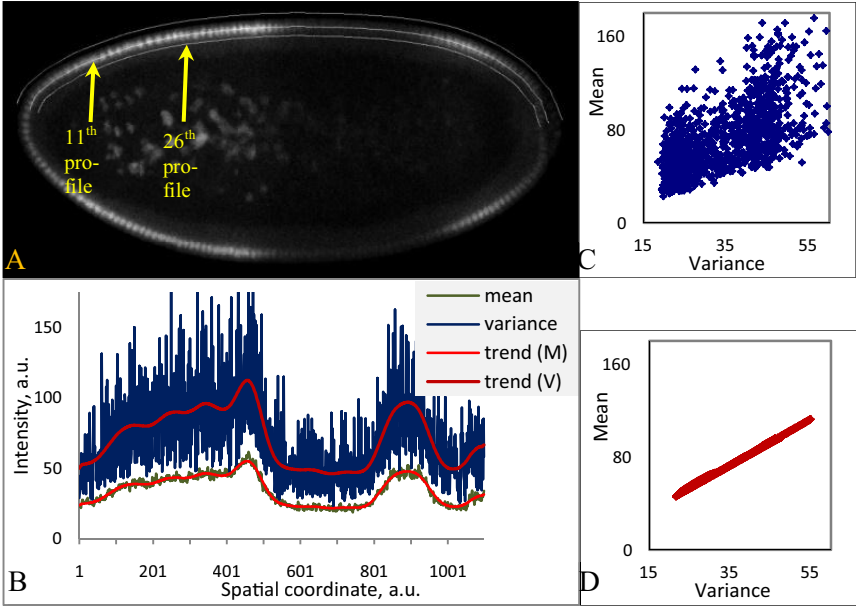 11th
pro-
file
26th
pro-
file
A
160
80
0
Mean
15
35
55
Variance
C
mean
variance
trend (M)
trend (V)
150
100
50
0
Intensity, a.u.
1
201
401
601
801
1001
Spatial coordinate, a.u.
B
160
80
0
Mean
15
35
55
Variance
D